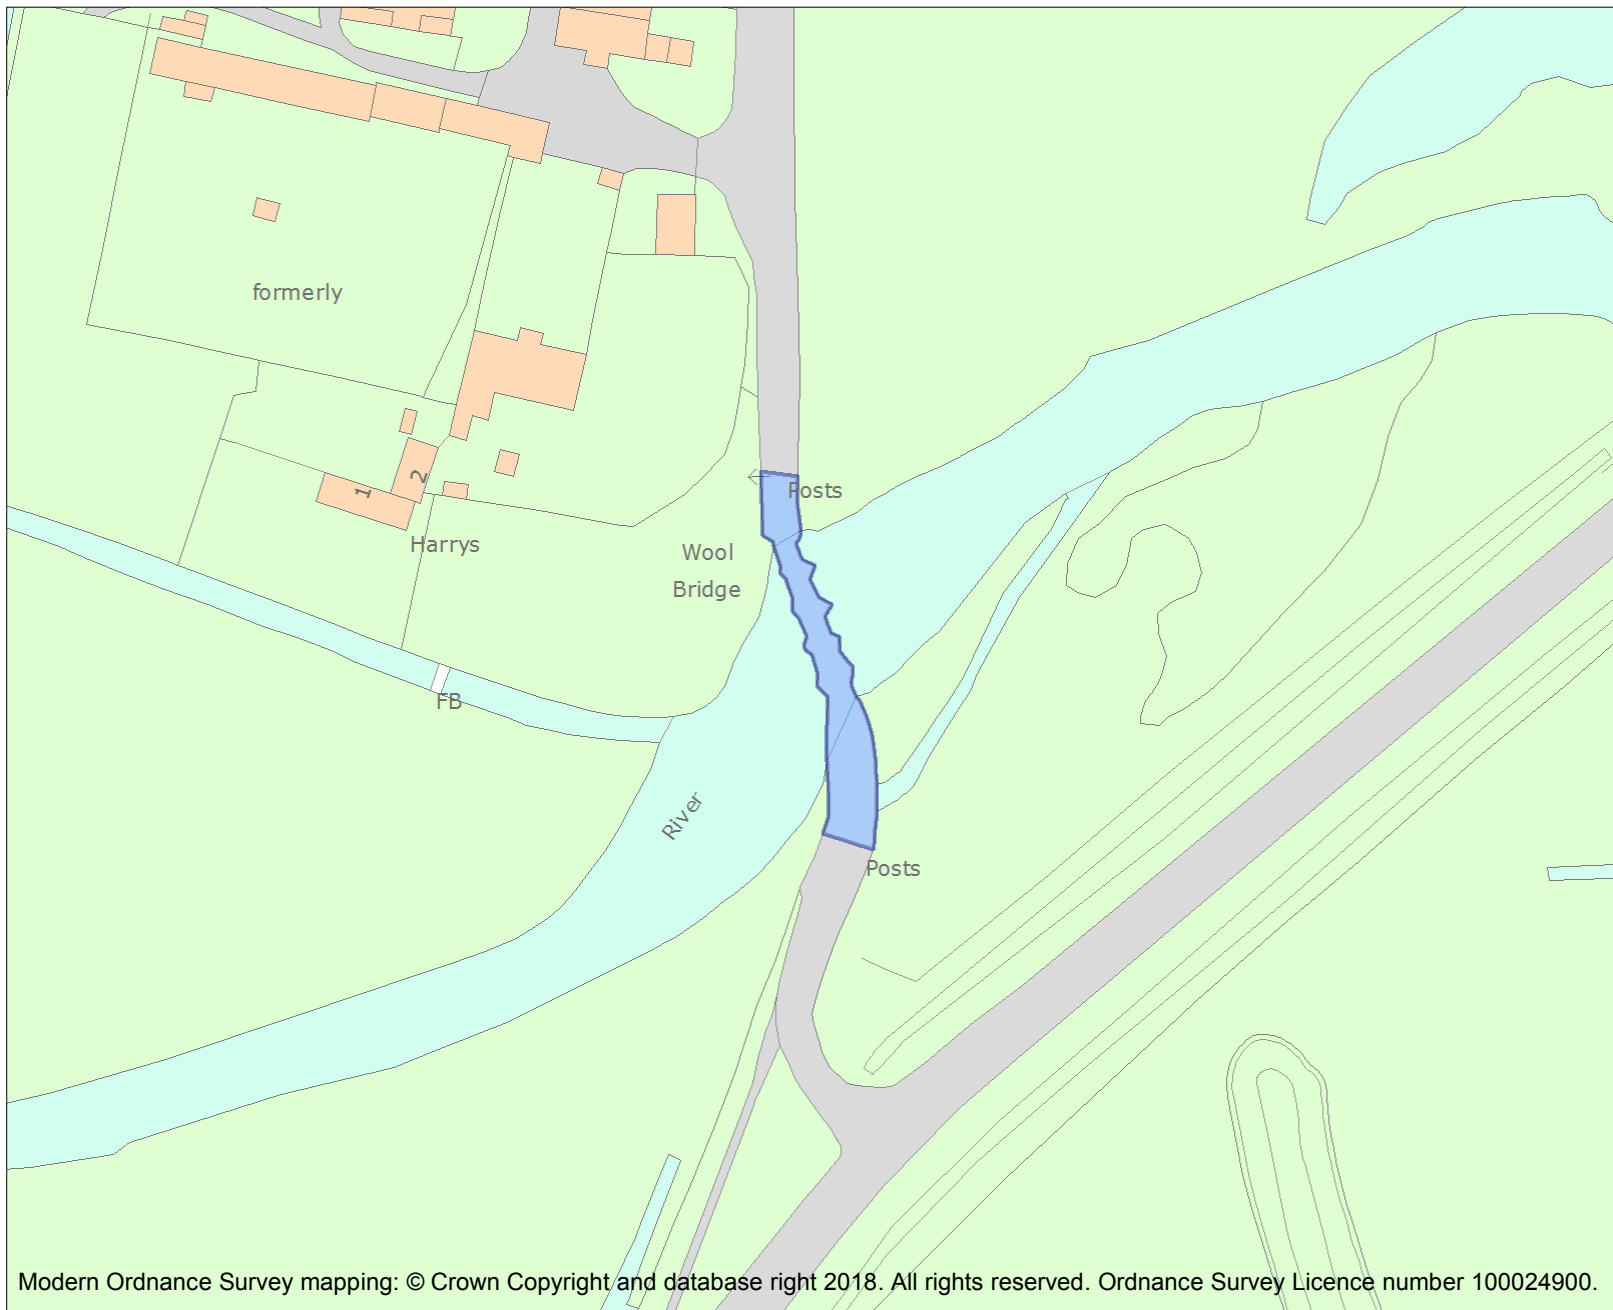 formerly
2
1
Posts
Harrys
Wool
Bridge
FB
River
Posts
Modern Ordnance Survey mapping: © Crown Copyright and database right 2018. All rights reserved. Ordnance Survey Licence number 100024900.